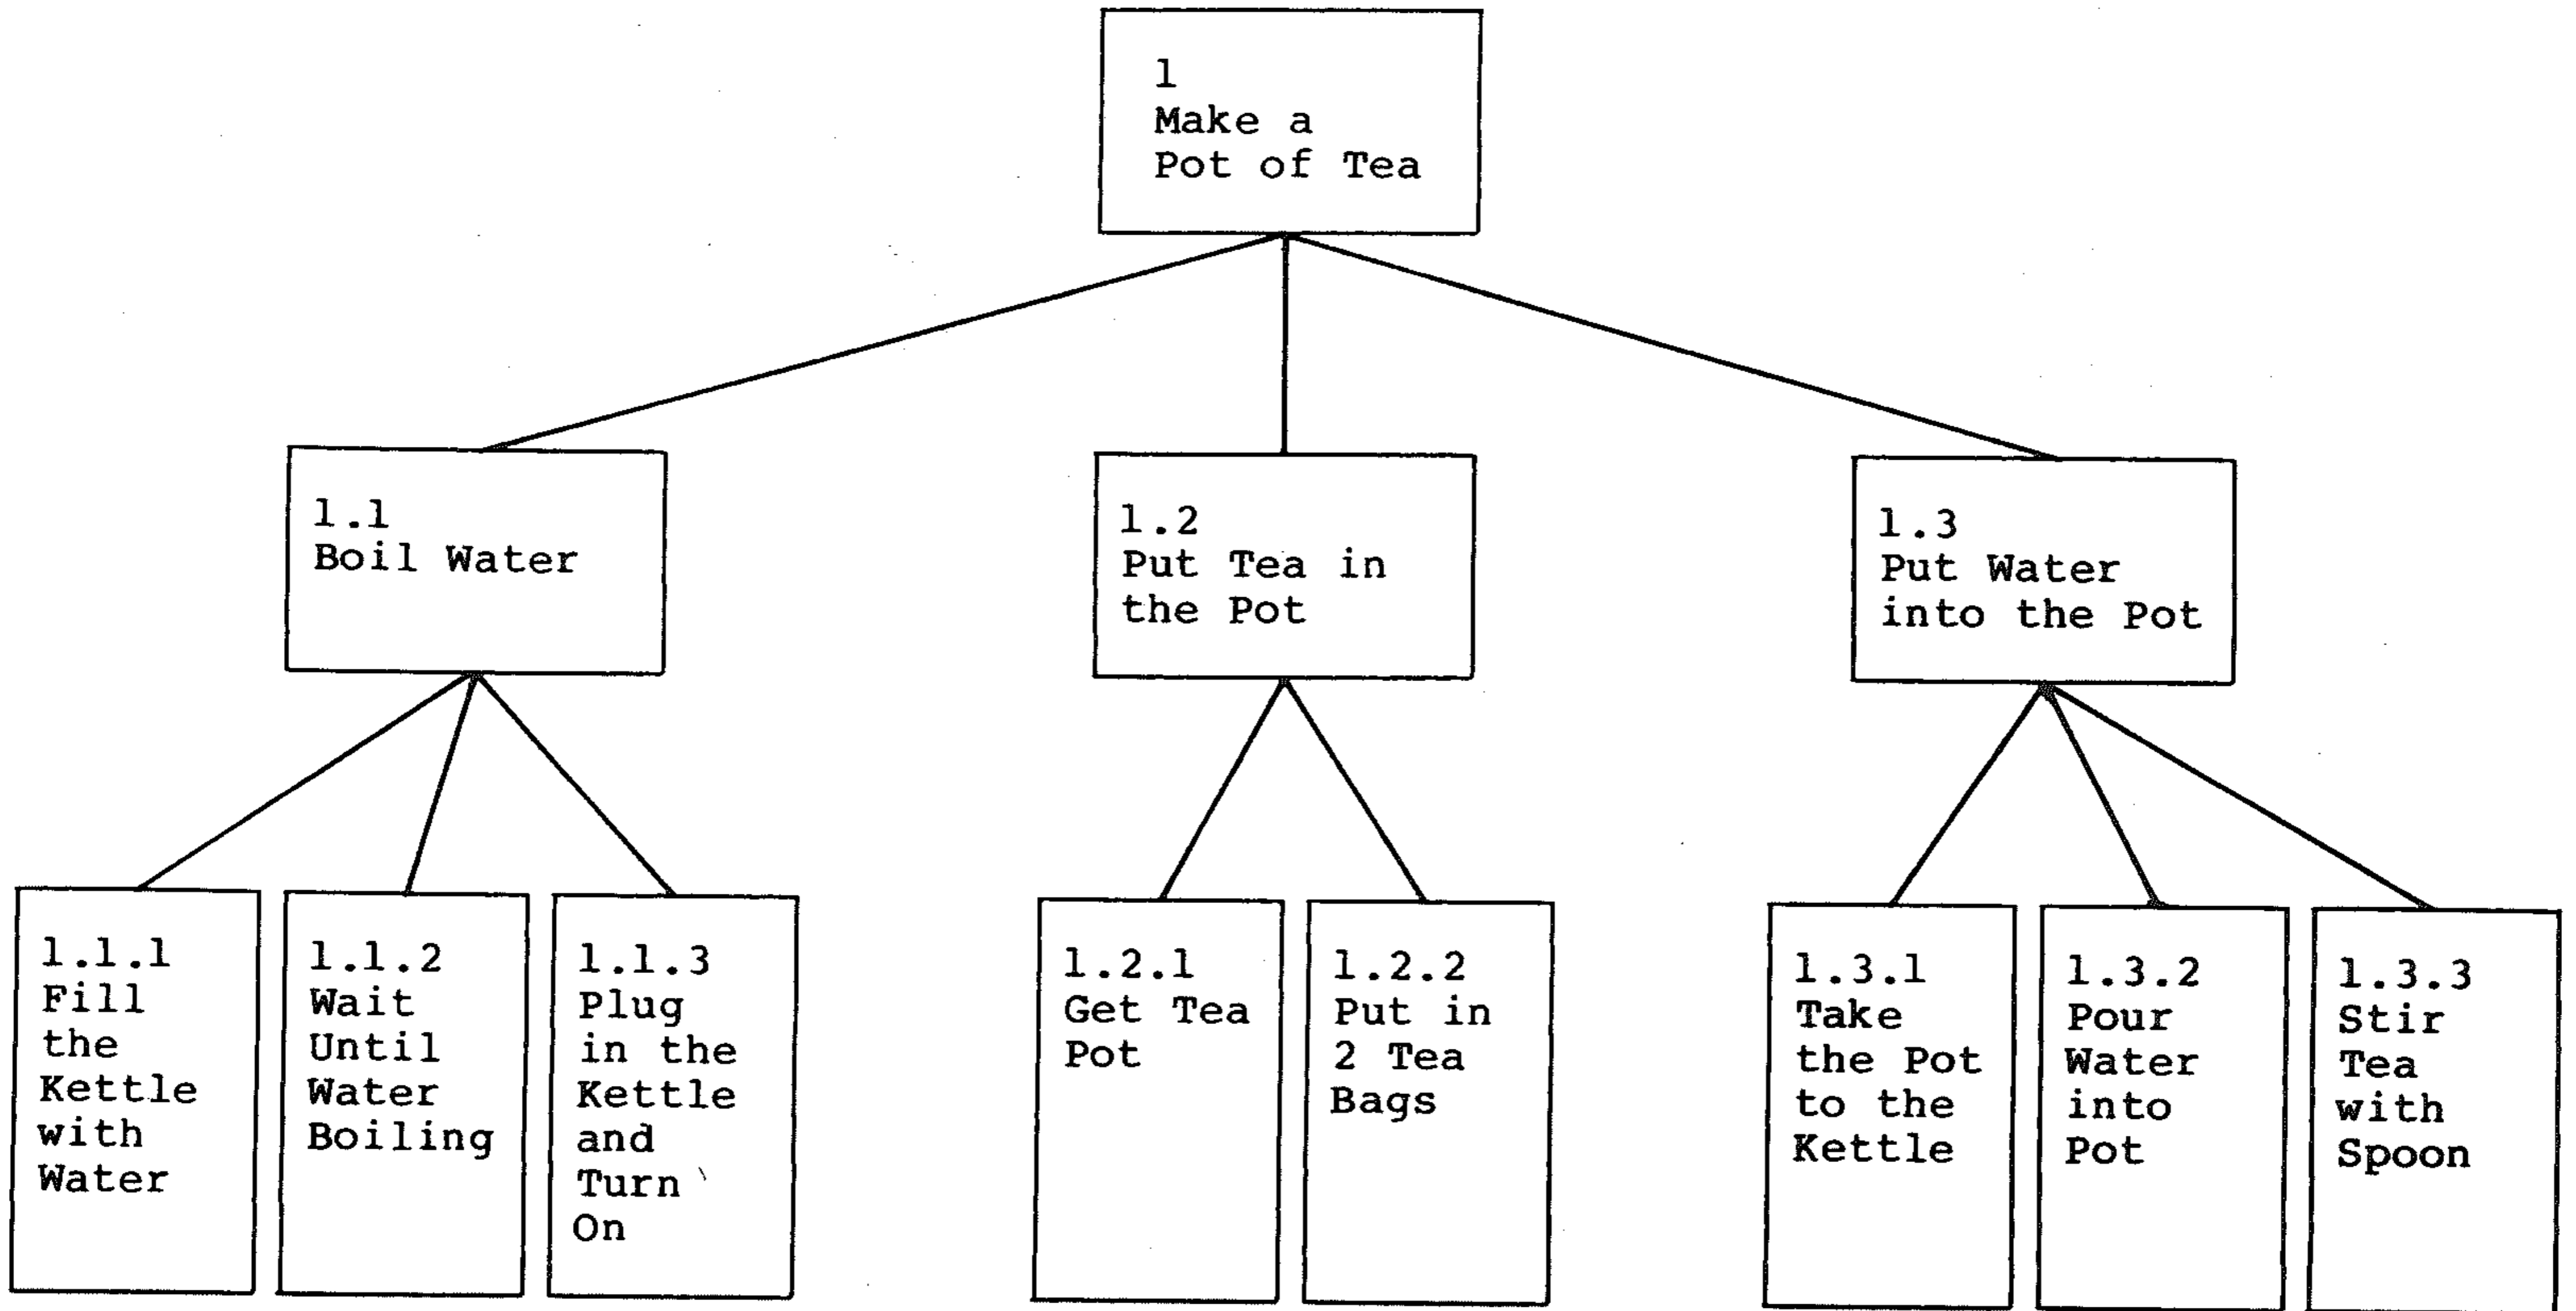 1
Make a
Pot of Tea
1.1
Boil Water
1.2
Put Tea in
the Pot
1.3
Put Water
into the Pot
1.1.1
Fill
the
Kettle
with
Water
1.1.2
Wait
Until
Water
Boiling
1.1.3
Plug
in the
Kettle
and
Turn
On
1.2.1
Get Tea
Pot
1.2.2
Put in
2 Tea
Bags
1.3.1
Take
the Pot
to the
Kettle
1.3.2
Pour
Water
into
Pot
1.3.3
Stir
Tea
with
Spoon